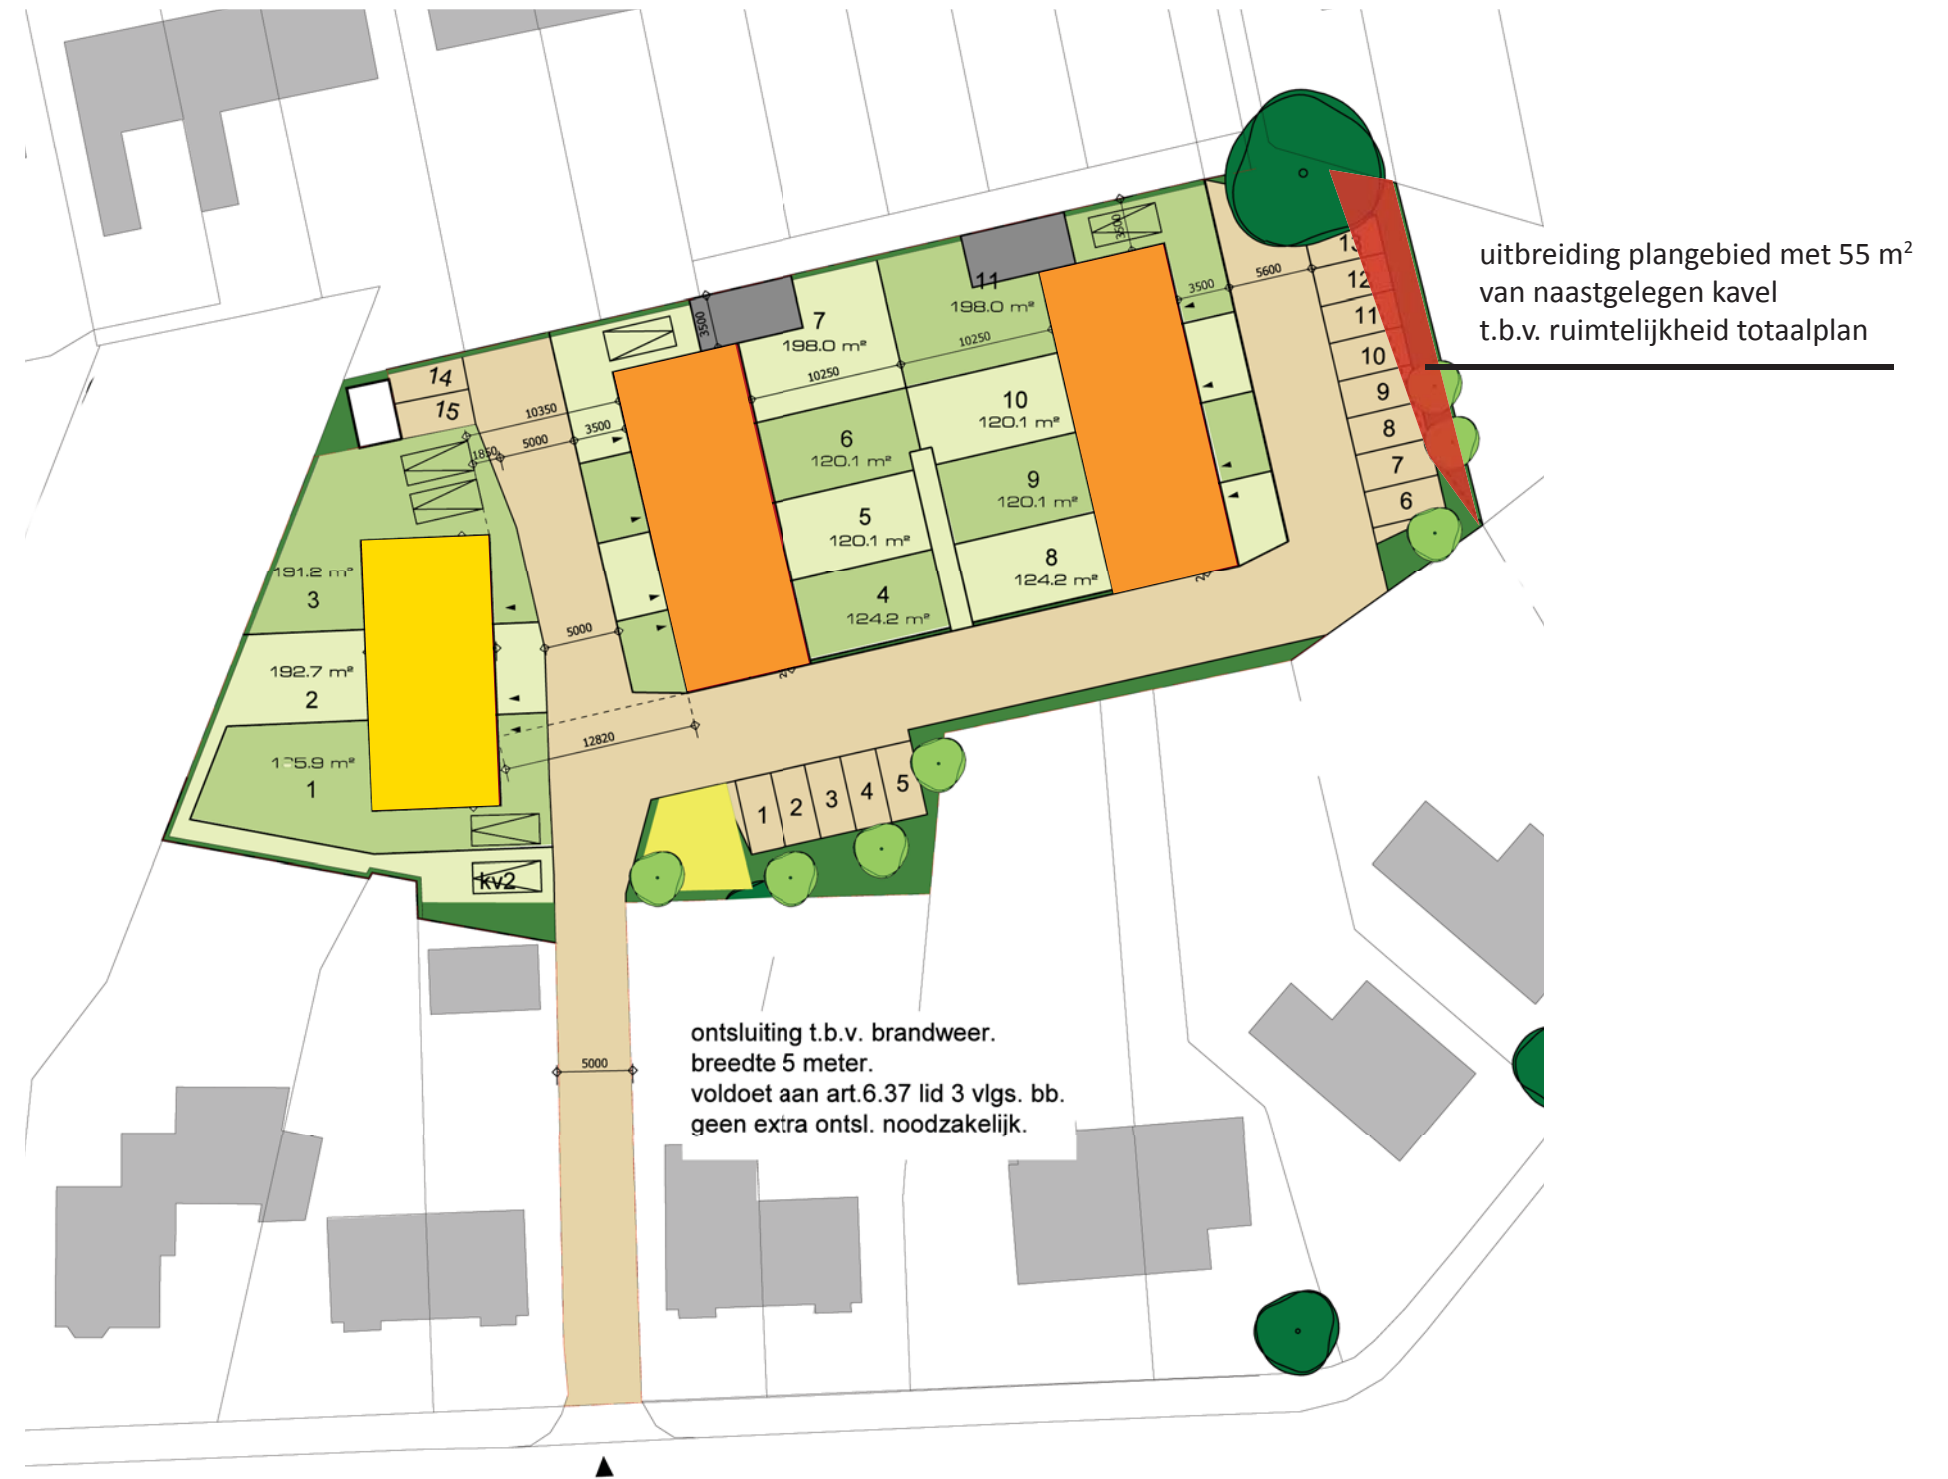 uitbreiding plangebied met 55 m²
van naastgelegen kavel
t.b.v. ruimtelijkheid totaalplan
11
198.0 m²
7
198.0 m²
3500
3500
3500
5600
10250
10250
13
12
11
10
9
8
7
6
14
15
10350
5000
3500
1850
10
120.1 m²
6
120.1 m²
9
120.1 m²
5
120.1 m²
8
124.2 m²
4
124.2 m²
191.2 m²
3
192.7 m²
2
1
5000
12820
1
2
3
4
5
kv2
ontsluiting t.b.v. brandweer.
breedte 5 meter.
voldoet aan art.6.37 lid 3 vlgs. bb.
geen extra ontsl. noodzakelijk.
5000